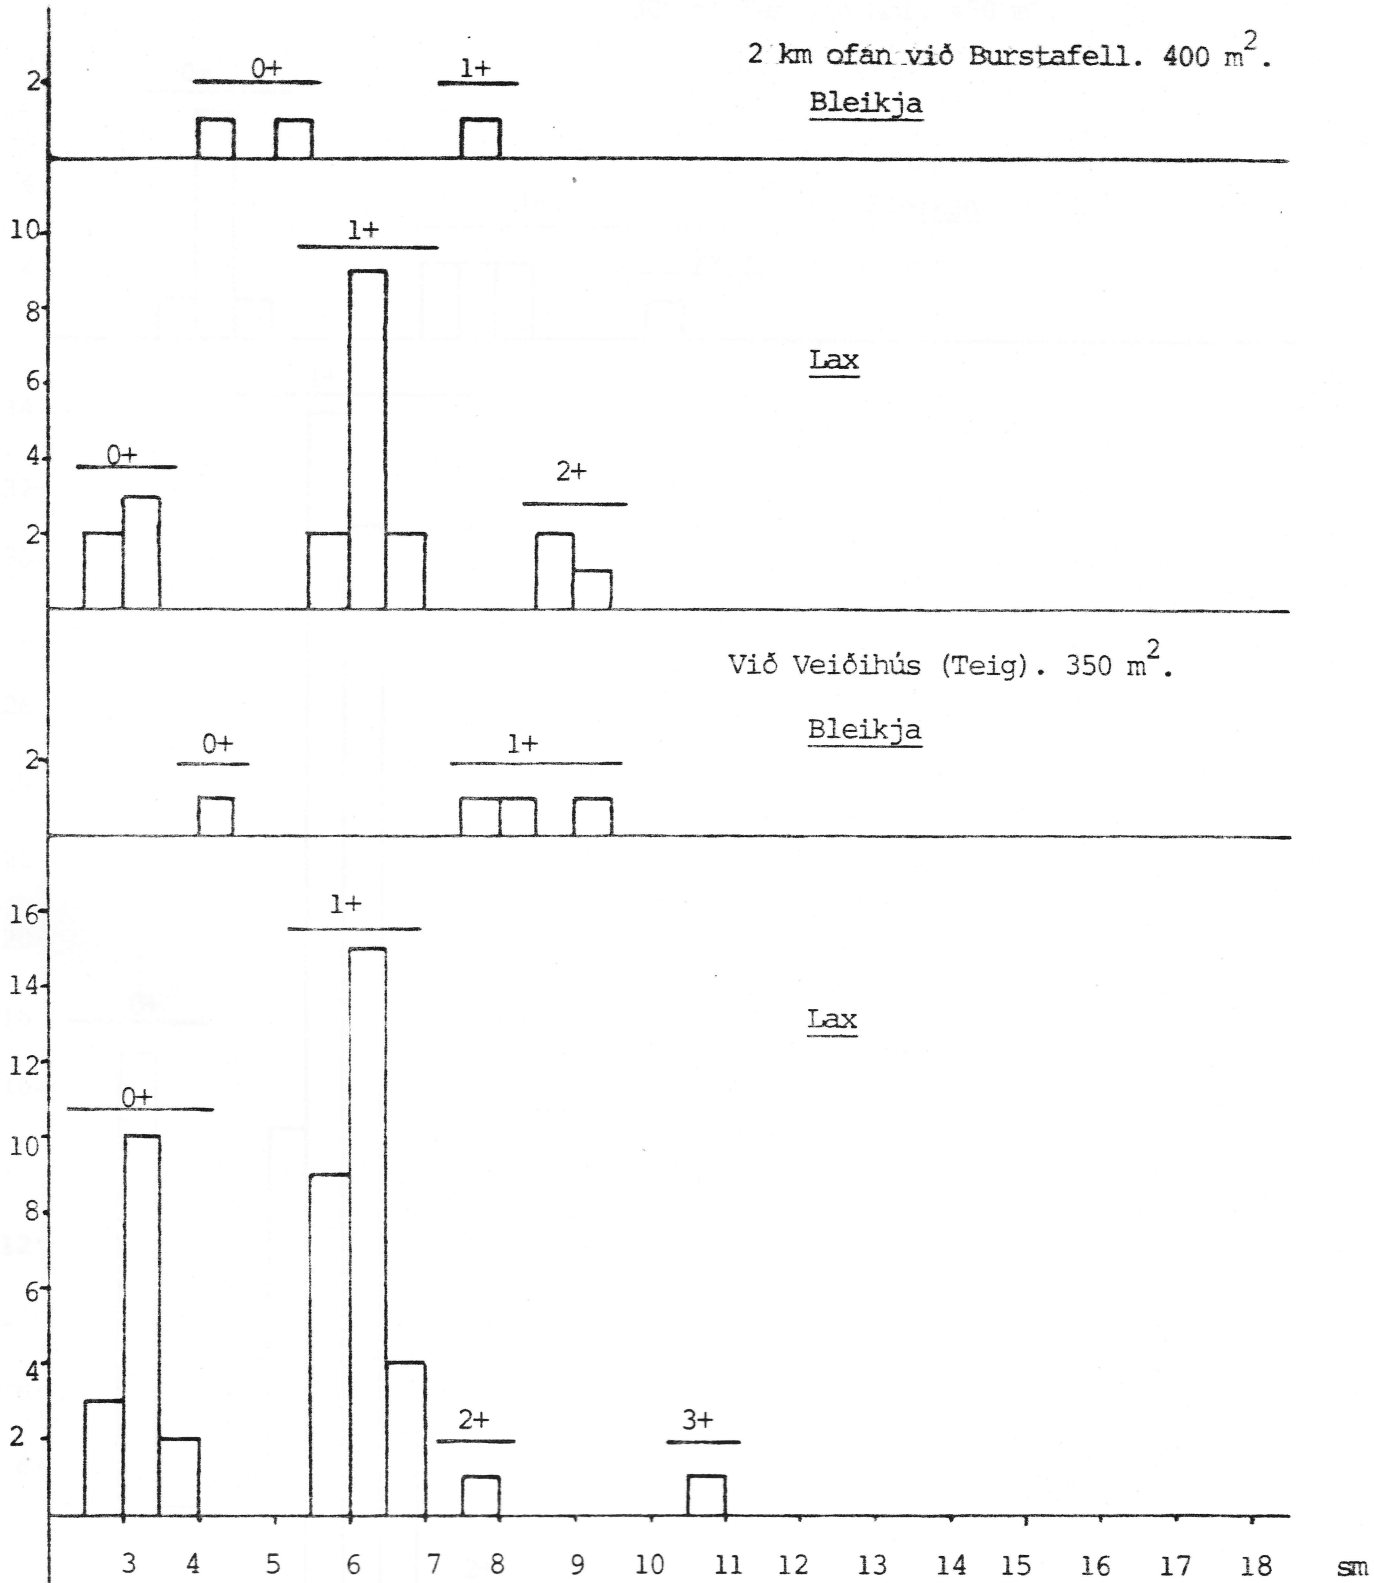 2 km ofan við Burstafell. 400 m².
Bleikja
2
0+ 1+
10
8
6
4
2
0+ 1+ 2+
Lax
Við Veiðihús (Teig). 350 m².
Bleikja
2
0+ 1+
16
14
12
10
8
6
4
2
0+ 1+ 2+ 3+
Lax
3 4 5 6 7 8 9 10 11 12 13 14 15 16 17 18 sm